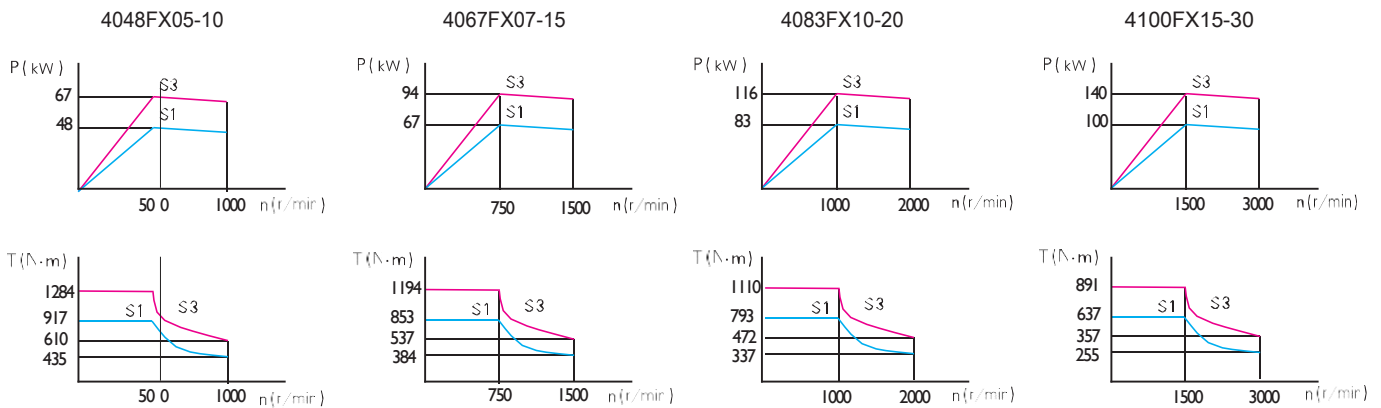 4048FX05-10
4067FX07-15
4083FX10-20
4100FX15-30
P(kW)
67
48
S3
S1
50 0
1000
n(r/min)
P(kW)
94
67
S3
S1
750
1500
n(r/min)
P(kW)
116
83
S3
S1
1000
2000
n(r/min)
P(kW)
140
100
S3
S1
1500
3000
n(r/min)
T(N·m)
1284
917
610
435
S1
S3
50 0
1000
n(r/min)
T(N·m)
1194
853
537
384
S1
S3
750
1500
n(r/min)
T(N·m)
1110
793
472
337
S1
S3
1000
2000
n(r/min)
T(N·m)
891
637
357
255
S1
S3
1500
3000
n(r/min)